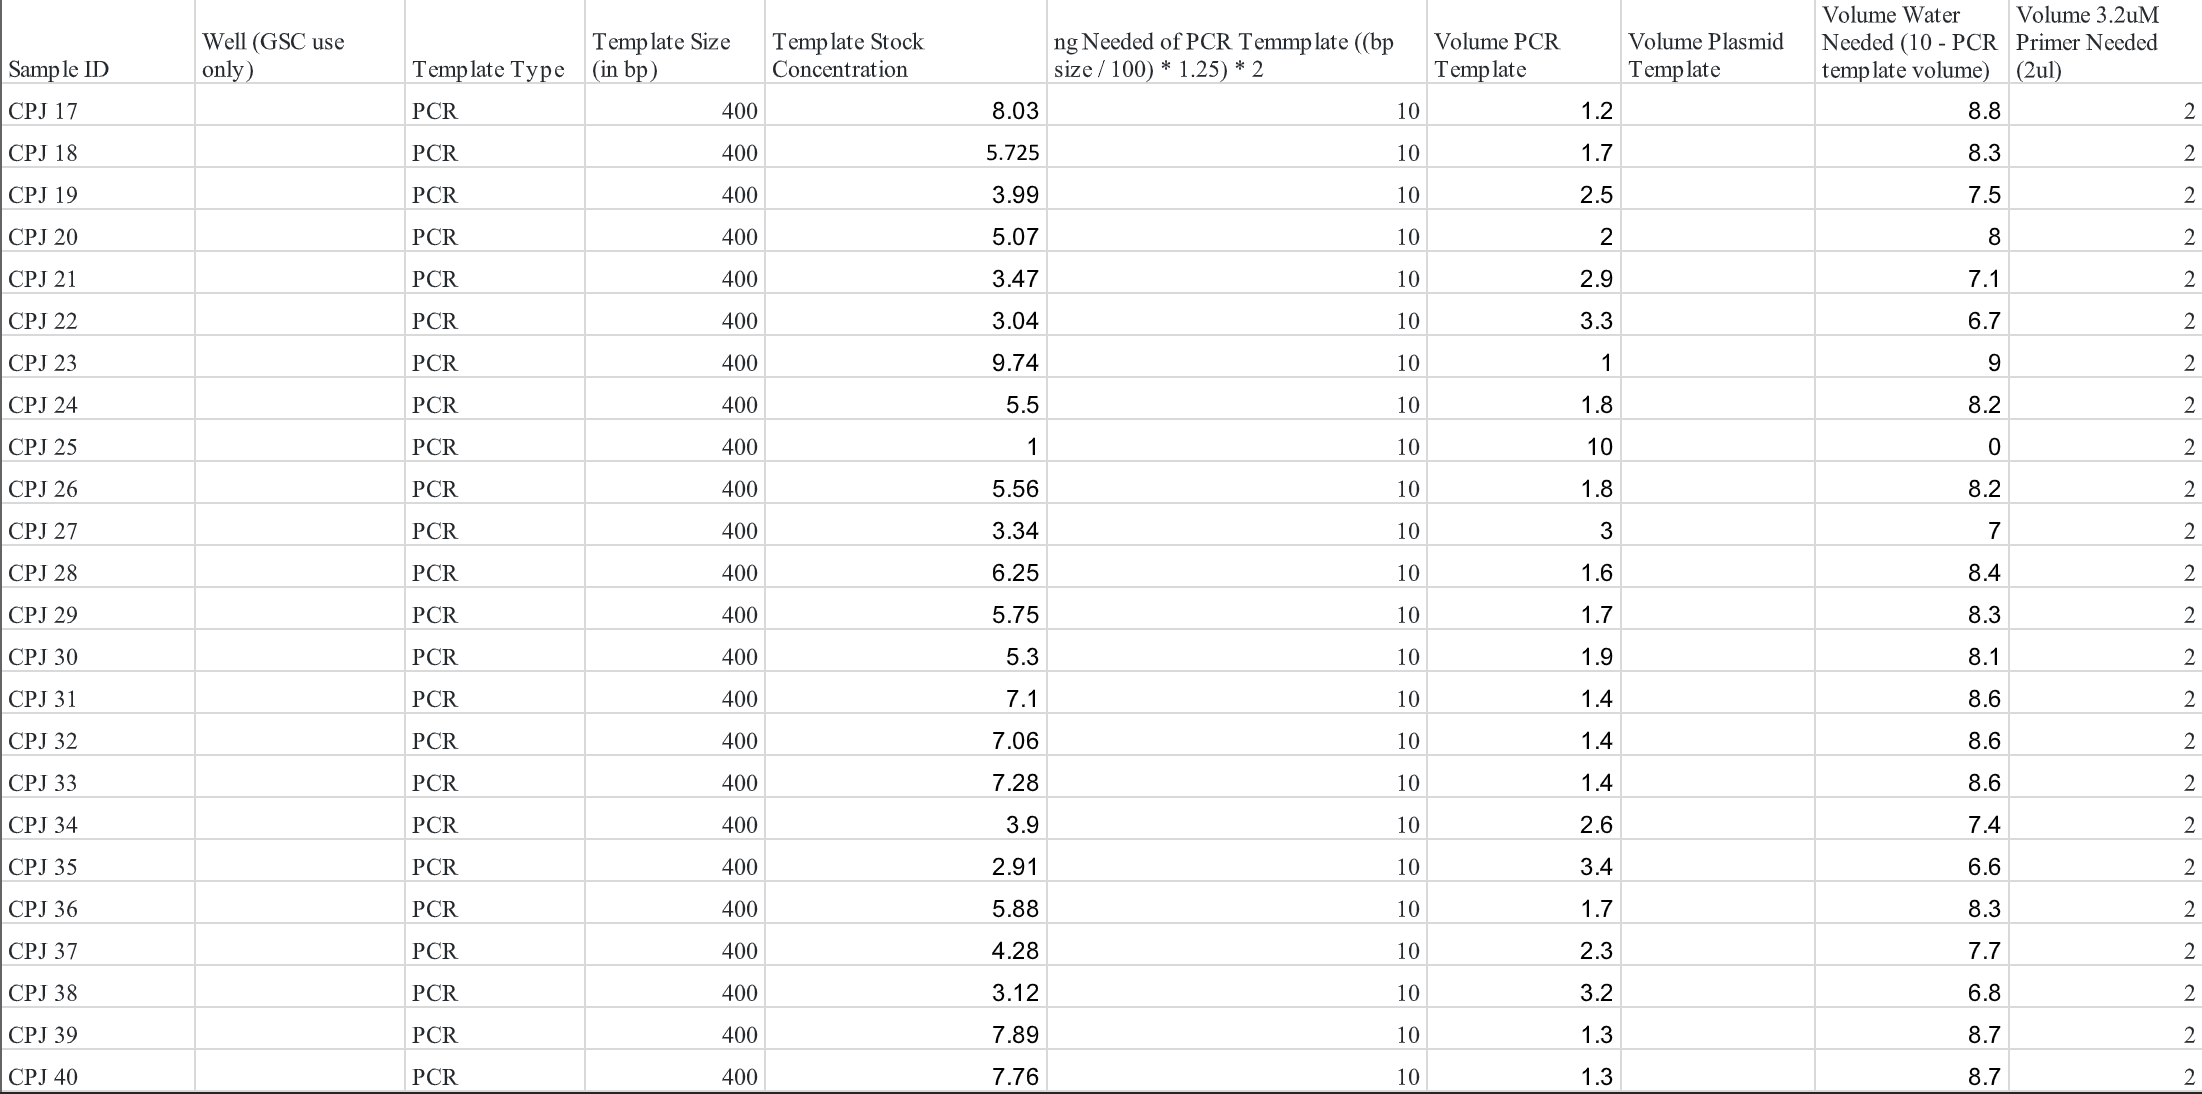 Sample ID	Well (GSC use only)	Template Type	Template Size (in bp)	Template Stock Concentration	ng Needed of PCR Temmplate ((bp size / 100) * 1.25) * 2	Volume PCR Template	Volume Plasmid Template	Volume Water Needed (10 - PCR template volume)	Volume 3.2uM Primer Needed (2ul)
CPJ 17		PCR	400	8.03	10	1.2		8.8	2
CPJ 18		PCR	400	5.725	10	1.7		8.3	2
CPJ 19		PCR	400	3.99	10	2.5		7.5	2
CPJ 20		PCR	400	5.07	10	2		8	2
CPJ 21		PCR	400	3.47	10	2.9		7.1	2
CPJ 22		PCR	400	3.04	10	3.3		6.7	2
CPJ 23		PCR	400	9.74	10	1		9	2
CPJ 24		PCR	400	5.5	10	1.8		8.2	2
CPJ 25		PCR	400	1	10	10		0	2
CPJ 26		PCR	400	5.56	10	1.8		8.2	2
CPJ 27		PCR	400	3.34	10	3		7	2
CPJ 28		PCR	400	6.25	10	1.6		8.4	2
CPJ 29		PCR	400	5.75	10	1.7		8.3	2
CPJ 30		PCR	400	5.3	10	1.9		8.1	2
CPJ 31		PCR	400	7.1	10	1.4		8.6	2
CPJ 32		PCR	400	7.06	10	1.4		8.6	2
CPJ 33		PCR	400	7.28	10	1.4		8.6	2
CPJ 34		PCR	400	3.9	10	2.6		7.4	2
CPJ 35		PCR	400	2.91	10	3.4		6.6	2
CPJ 36		PCR	400	5.88	10	1.7		8.3	2
CPJ 37		PCR	400	4.28	10	2.3		7.7	2
CPJ 38		PCR	400	3.12	10	3.2		6.8	2
CPJ 39		PCR	400	7.89	10	1.3		8.7	2
CPJ 40		PCR	400	7.76	10	1.3		8.7	2